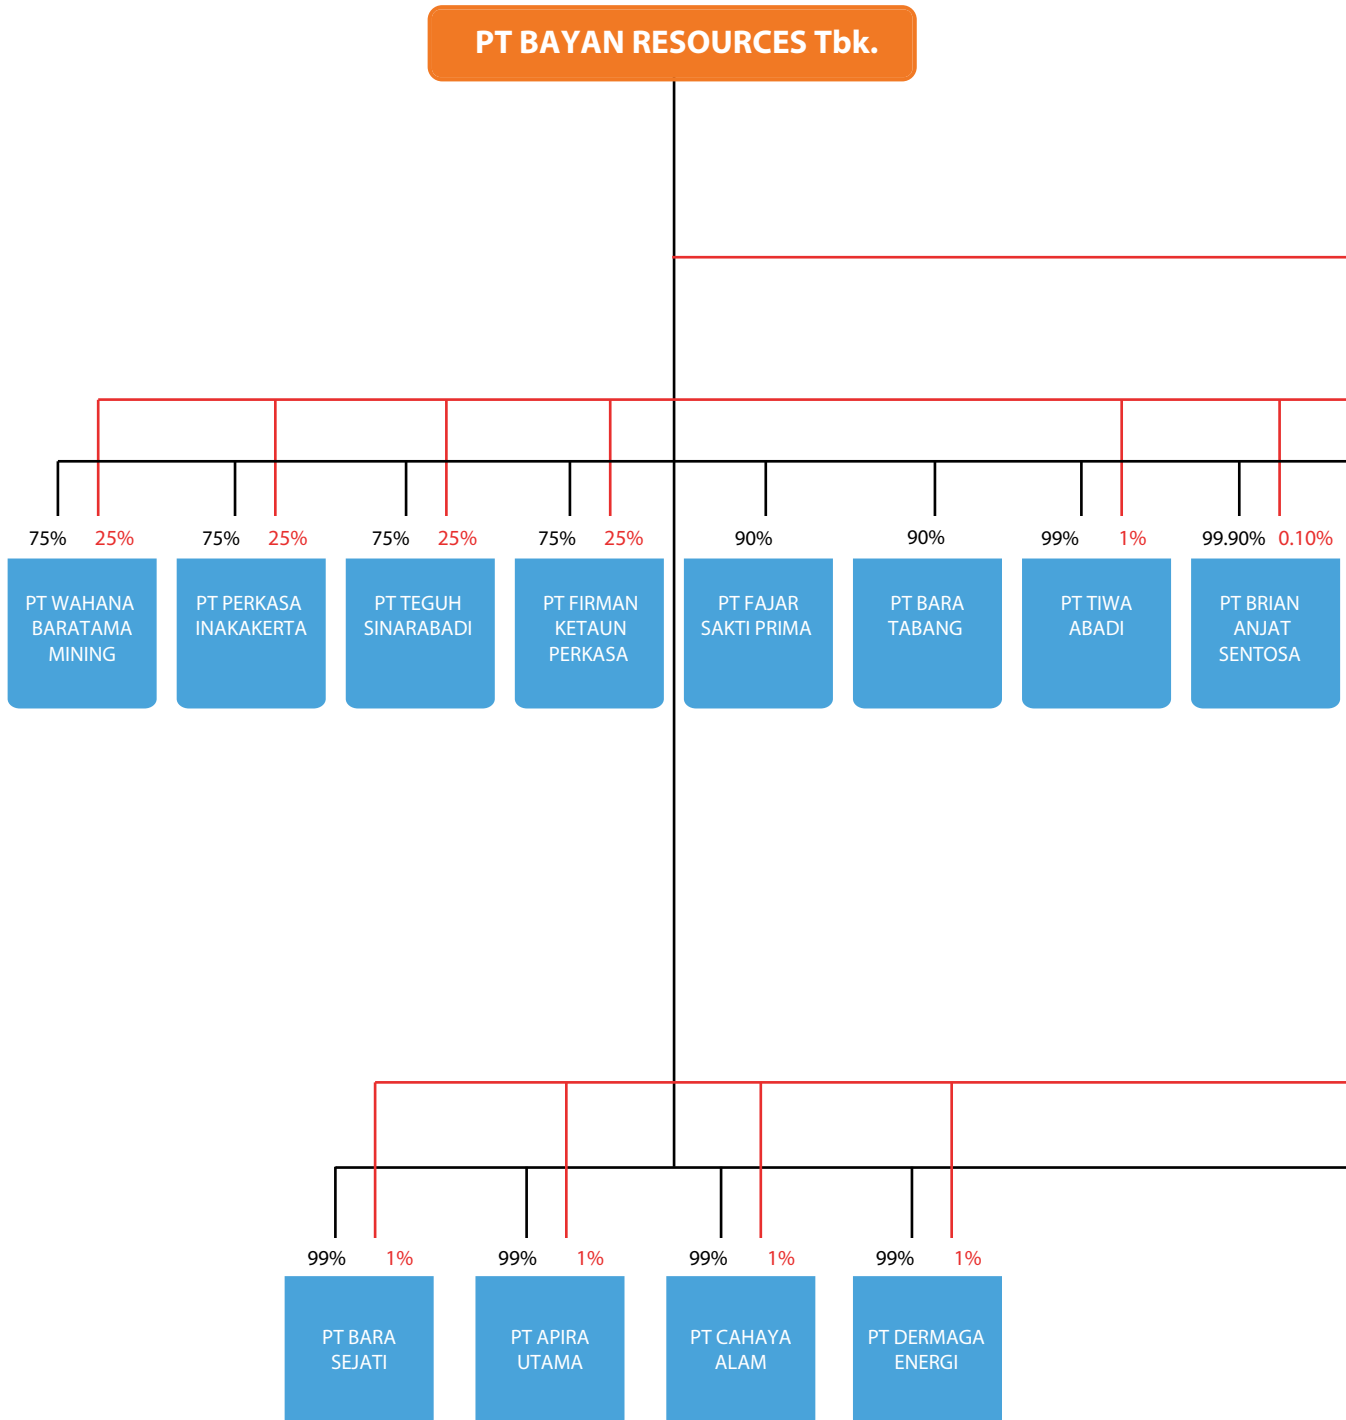 PT BAYAN RESOURCES Tbk.
75% 25% 75% 25% 75% 25% 75% 25% 90% 90% 99% 1% 99.90% 0.10%
PT WAHANA
BARATAMA
MINING
PT PERKASA
INAKAKERTA
PT TEGUH
SINARABADI
PT FIRMAN
KETAUN
PERKASA
PT FAJAR
SAKTI PRIMA
PT BARA
TABANG
PT TIWA
ABADI
PT BRIAN
ANJAT
SENTOSA
99% 1% 99% 1% 99% 1% 99% 1%
PT BARA
SEJATI
PT APIRA
UTAMA
PT CAHAYA
ALAM
PT DERMAGA
ENERGI